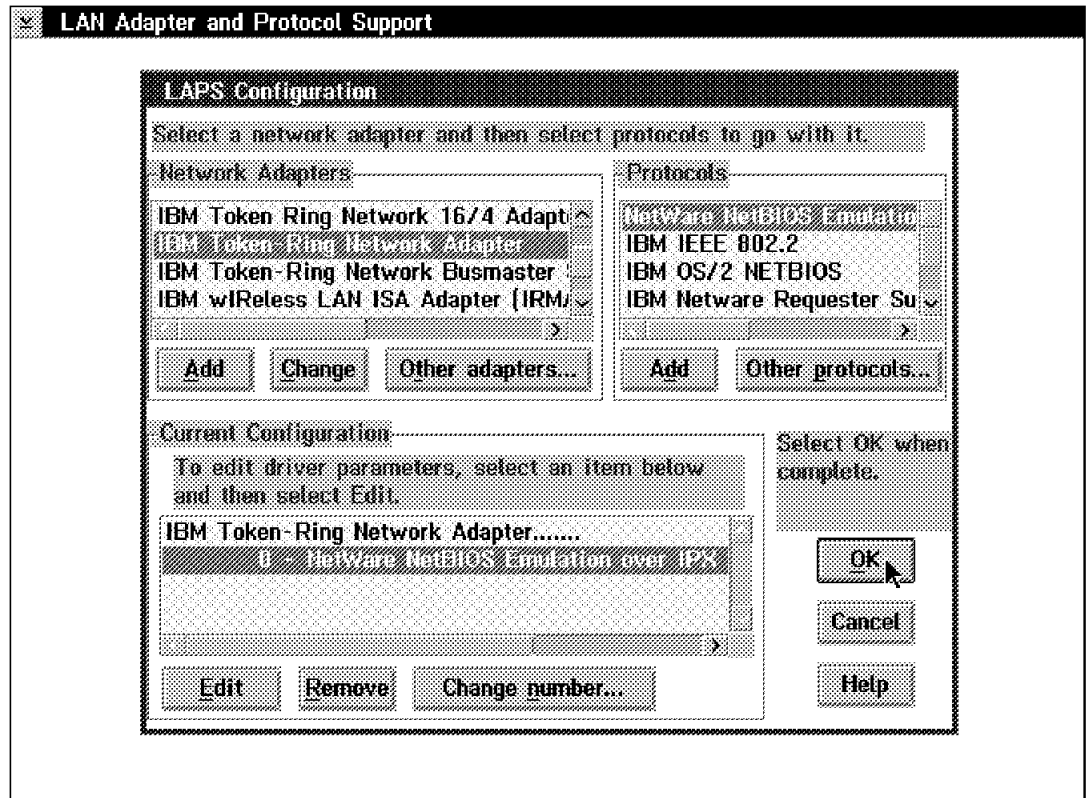 LAN Adapter and Protocol Support
LAPS Configuration
Select a network adapter and then select protocols to go with it.
Network Adapters
IBM Token Ring Network 16/4 Adapt
IBM Token-Ring Network Adapter
IBM Token-Ring Network Busmaster
IBM wIReless LAN ISA Adapter (IRM
Add
Change
Other adapters...
Protocols
NetWare NetBIOS Emulatio
IBM IEEE 802.2
IBM OS/2 NETBIOS
IBM Netware Requester Su
Add
Other protocols...
Current Configuration
To edit driver parameters, select an item below
and then select Edit.
IBM Token-Ring Network Adapter.......
0 - NetWare NetBIOS Emulation over IPX
Edit
Remove
Change number...
Select OK when
complete.
OK
Cancel
Help